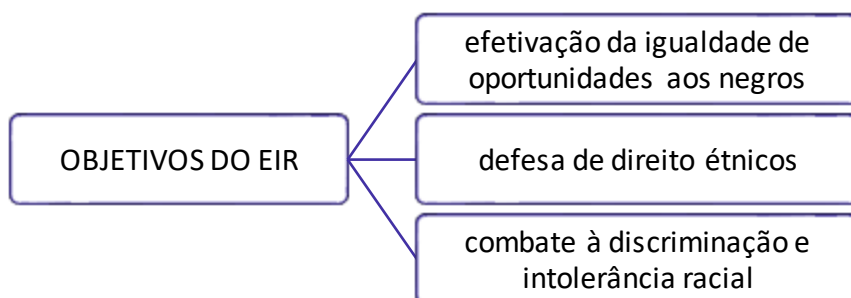 efetivação da igualdade de
oportunidades aos negros
OBJETIVOS DO EIR
defesa de direito étnicos
combate à discriminação e
intolerância racial